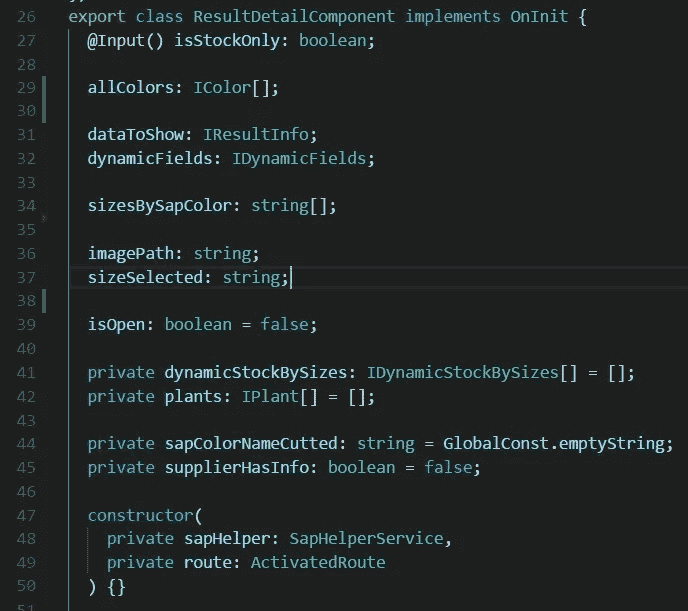 26 export class ResultDetailComponent implements OnInit {
27 @Input() isStockOnly: boolean;
28
29 allColors: IColor[];
30
31 dataToShow: IResultInfo;
32 dynamicFields: IDynamicFields;
33
34 sizesBySapColor: string[];
35
36 imagePath: string;
37 sizeSelected: string;
38
39 isOpen: boolean = false;
40
41 private dynamicStockBySizes: IDynamicStockBySizes[] = [];
42 private plants: IPlant[] = [];
43
44 private sapColorNameCutted: string = GlobalConst.emptyString;
45 private supplierHasInfo: boolean = false;
46
47 constructor(
48 private sapHelper: SapHelperService,
49 private route: ActivatedRoute
50 ) {}
51